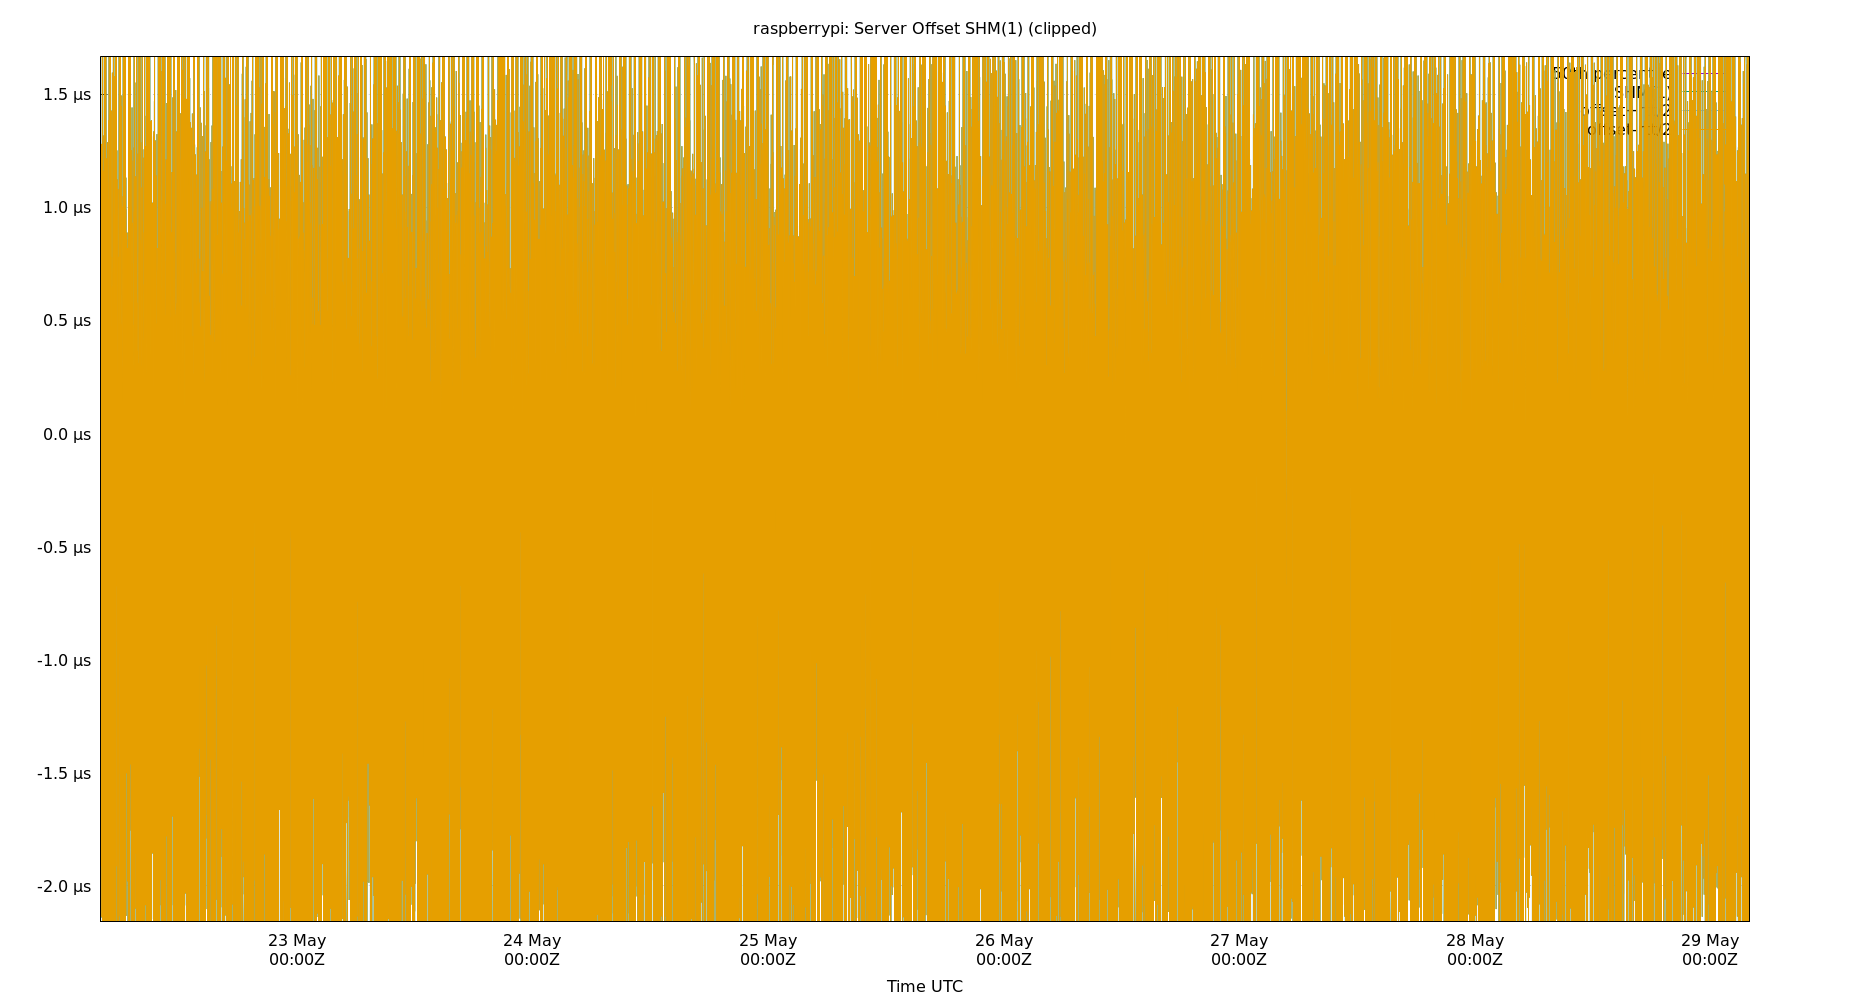 raspberrypi: Server Offset SHM(1) (clipped)
1.5 µs
1.0 µs
0.5 µs
0.0 µs
-0.5 µs
-1.0 µs
-1.5 µs
-2.0 µs
23 May 24 May 25 May 26 May 27 May 28 May 29 May
00:00Z 00:00Z 00:00Z 00:00Z 00:00Z 00:00Z 00:00Z
Time UTC